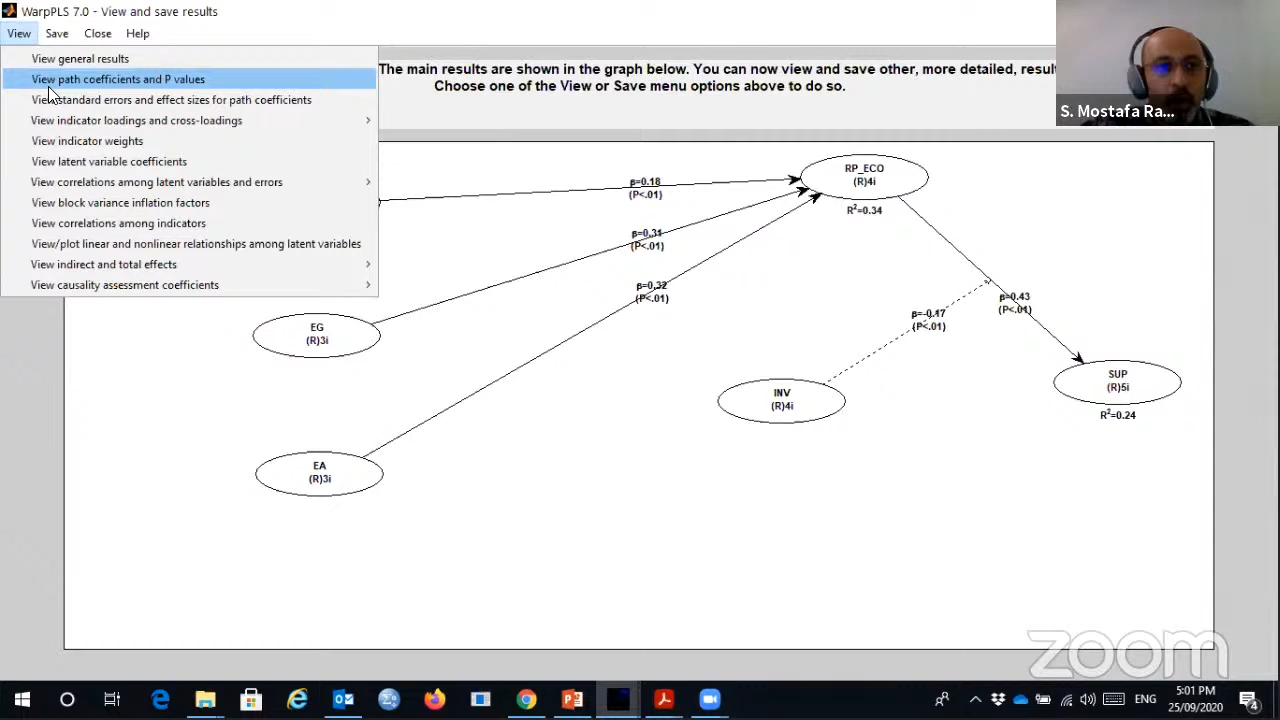 WarpPLS 7.0 - View and save results
View Save Close Help
View general results
View path coefficients and P values
View standard errors and effect sizes for path coefficients
View indicator loadings and cross-loadings
View indicator weights
View latent variable coefficients
View correlations among latent variables and errors
View block variance inflation factors
View correlations among indicators
View/plot linear and nonlinear relationships among latent variables
View indirect and total effects
View causality assessment coefficients
The main results are shown in the graph below. You can now view and save other, more detailed,
Choose one of the View or Save menu options above to do so.
S. Mostafa Ra...
RP_ECO
(R)4i
R²=0.34
β=0.18
(P<.01)
β=0.31
(P<.01)
β=0.32
(P<.01)
EG
(R)3i
β=0.43
(P<.01)
β=-0.17
(P<.01)
INV
(R)4i
SUP
(R)5i
R²=0.24
EA
(R)3i
zoom
ENG
5:01 PM
25/09/2020
4